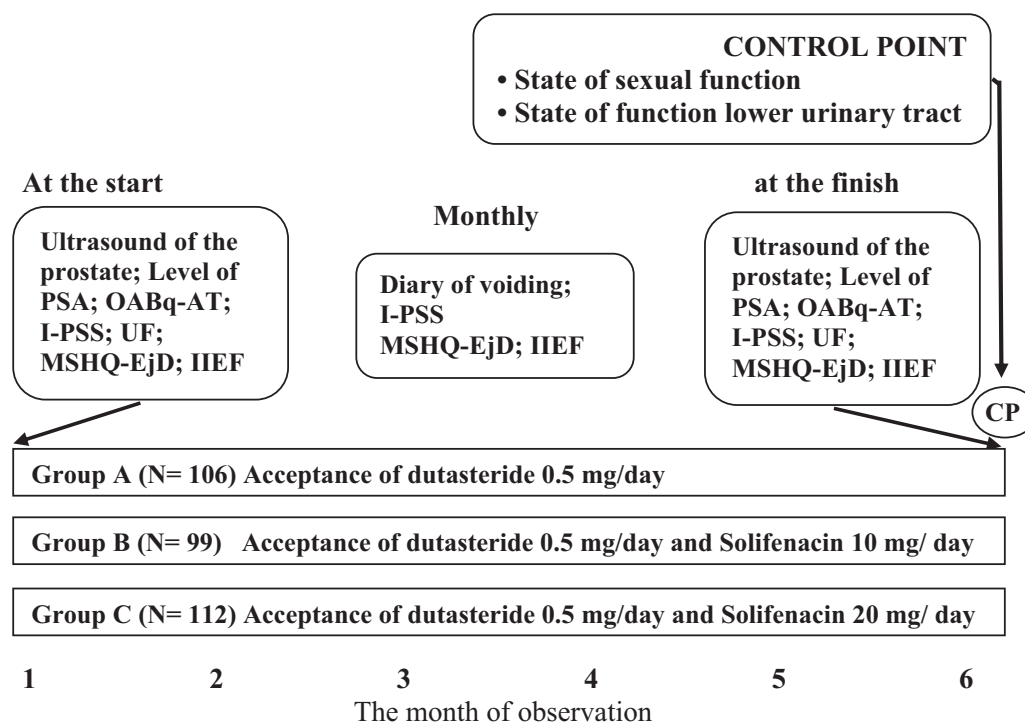 CONTROL POINT
• State of sexual function
• State of function lower urinary tract
At the start
Ultrasound of the
prostate; Level of
PSA; OABq-AT;
I-PSS; UF;
MSHQ-EjD; IIEF
Monthly
Diary of voiding;
I-PSS
MSHQ-EjD; IIEF
at the finish
Ultrasound of the
prostate; Level of
PSA; OABq-AT;
I-PSS; UF;
MSHQ-EjD; IIEF
CP
Group A (N= 106) Acceptance of dutasteride 0.5 mg/day
Group B (N= 99) Acceptance of dutasteride 0.5 mg/day and Solifenacin 10 mg/ day
Group C (N= 112) Acceptance of dutasteride 0.5 mg/day and Solifenacin 20 mg/ day
1 2 3 4 5 6
The month of observation